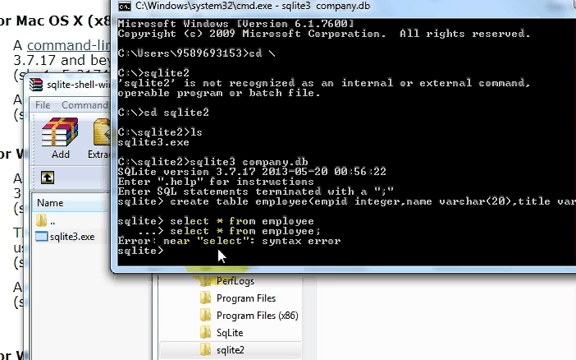 or Mac OS X (x8
A command-lin
3.7.17 and bey
sqlite-shell-win
File
Comma
Add
Extra
Name
..
sqlite3.exe
C:\Windows\system32\cmd.exe - sqlite3 company.db
Microsoft Windows [Version 6.1.7600]
Copyright (c) 2009 Microsoft Corporation. All rights reserved.
C:\Users\9589693153>cd \
C:\>sqlite2
'sqlite2' is not recognized as an internal or external command,
operable program or batch file.
C:\>cd sqlite2
C:\sqlite2>ls
sqlite3.exe
C:\sqlite2>sqlite3 company.db
SQLite version 3.7.17 2013-05-20 00:56:22
Enter ".help" for instructions
Enter SQL statements terminated with a ";"
sqlite> create table employee(empid integer,name varchar(20),title var
sqlite> select * from employee
...> select * from employee;
Error: near "select": syntax error
sqlite>
PerfLogs
Program Files
Program Files (x86)
SqLite
sqlite2